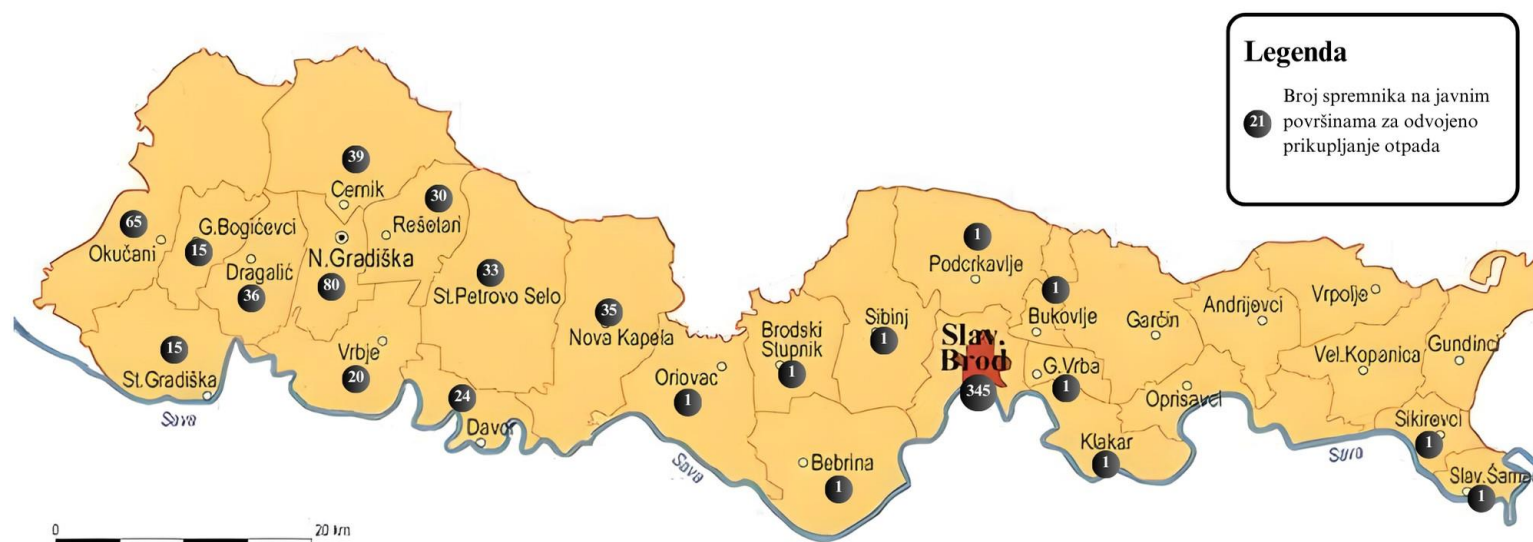 Legenda
21
Broj spremnika na javnim
površinama za odvojeno
prikupljanje otpada
39
Cernik
30
Rešetari
65
Okučani
G.Bogićevci
15
Dragalić
36
N.Gradiška
80
33
St.Petrovo Selo
35
Nova Kapela
15
St.Gradiška
Vrbje
20
24
Davor
Sava
Oriovac
1
Brodski
Stupnik
1
Sibinj
1
1
Podcrkavlje
1
Bukovlje
Slav.
Brod
345
G.Vrba
1
Garčin
Andrijevci
Vrpolje
Vel.Kopanica
Gundinci
Oprisavci
Klakar
1
Bebrina
1
Sava
Sikirevci
1
Slav.Šama
1
0
20 km